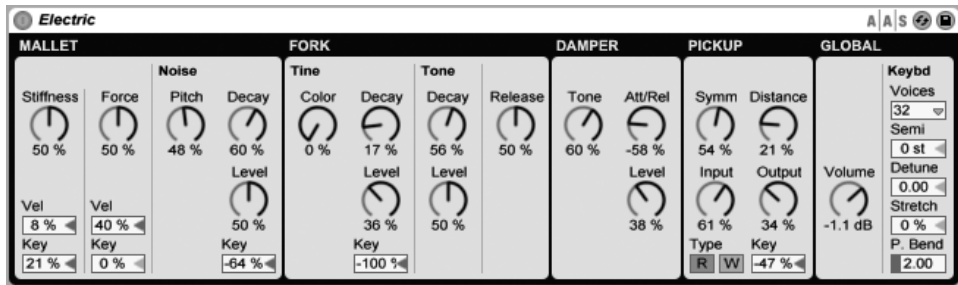 Electric AAS
MALLET FORK DAMPER PICKUP GLOBAL
Noise Tine Tone Keybd
Stiffness Force Pitch Decay Color Decay Decay Release Tone Att/Rel Symm Distance Voices
32
50 % 50 % 48 % 60 % 0 % 17 % 56 % 50 % 60 % -58 % 54 % 21 % Semi
0 st
Level Level Level Level Input Output Volume Detune
0.00
50 % 36 % 50 % 38 % 61 % 34 % -1.1 dB Stretch
0 %
Vel Vel
8 % 40 %
Key Key Key Type Key P. Bend
21 % 0 % -64 % -100 % R W -47 % 2.00